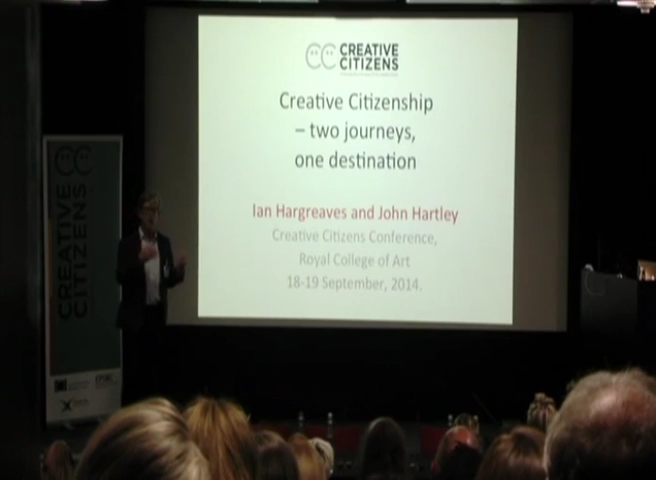 CREATIVE
CITIZENS
Creative Citizenship
– two journeys,
one destination
Ian Hargreaves and John Hartley
Creative Citizens Conference,
Royal College of Art
18-19 September, 2014.
CREATIVE
CITIZENS